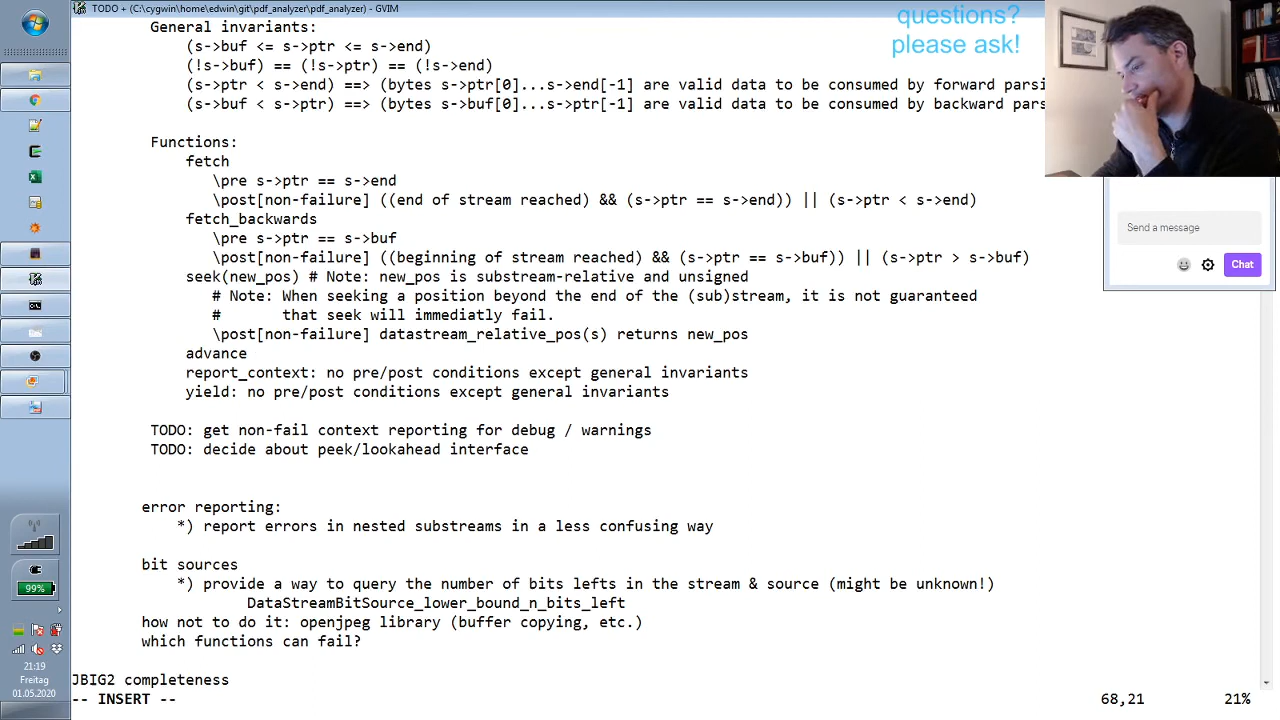 TODO + (C:\cygwin\home\edwin\git\pdf_analyzer\pdf_analyzer) - GVIM
questions?
please ask!
General invariants:
(s->buf <= s->ptr <= s->end)
(!s->buf) == (!s->ptr) == (!s->end)
(s->ptr < s->end) ==> (bytes s->ptr[0]...s->end[-1] are valid data to be consumed by forward parsi
(s->buf < s->ptr) ==> (bytes s->buf[0]...s->ptr[-1] are valid data to be consumed by backward pars
Functions:
fetch
\pre s->ptr == s->end
\post[non-failure] ((end of stream reached) && (s->ptr == s->end)) || (s->ptr < s->end)
fetch_backwards
\pre s->ptr == s->buf
\post[non-failure] ((beginning of stream reached) && (s->ptr == s->buf)) || (s->ptr > s->buf)
seek(new_pos) # Note: new_pos is substream-relative and unsigned
# Note: When seeking a position beyond the end of the (sub)stream, it is not guaranteed
# that seek will immediatly fail.
\post[non-failure] datastream_relative_pos(s) returns new_pos
advance
report_context: no pre/post conditions except general invariants
yield: no pre/post conditions except general invariants
TODO: get non-fail context reporting for debug / warnings
TODO: decide about peek/lookahead interface
error reporting:
*) report errors in nested substreams in a less confusing way
bit sources
*) provide a way to query the number of bits lefts in the stream & source (might be unknown!)
DataStreamBitSource_lower_bound_n_bits_left
how not to do it: openjpeg library (buffer copying, etc.)
which functions can fail?
JBIG2 completeness
-- INSERT --
68,21
21%
Send a message
Chat
99%
21:19
Freitag
01.05.2020